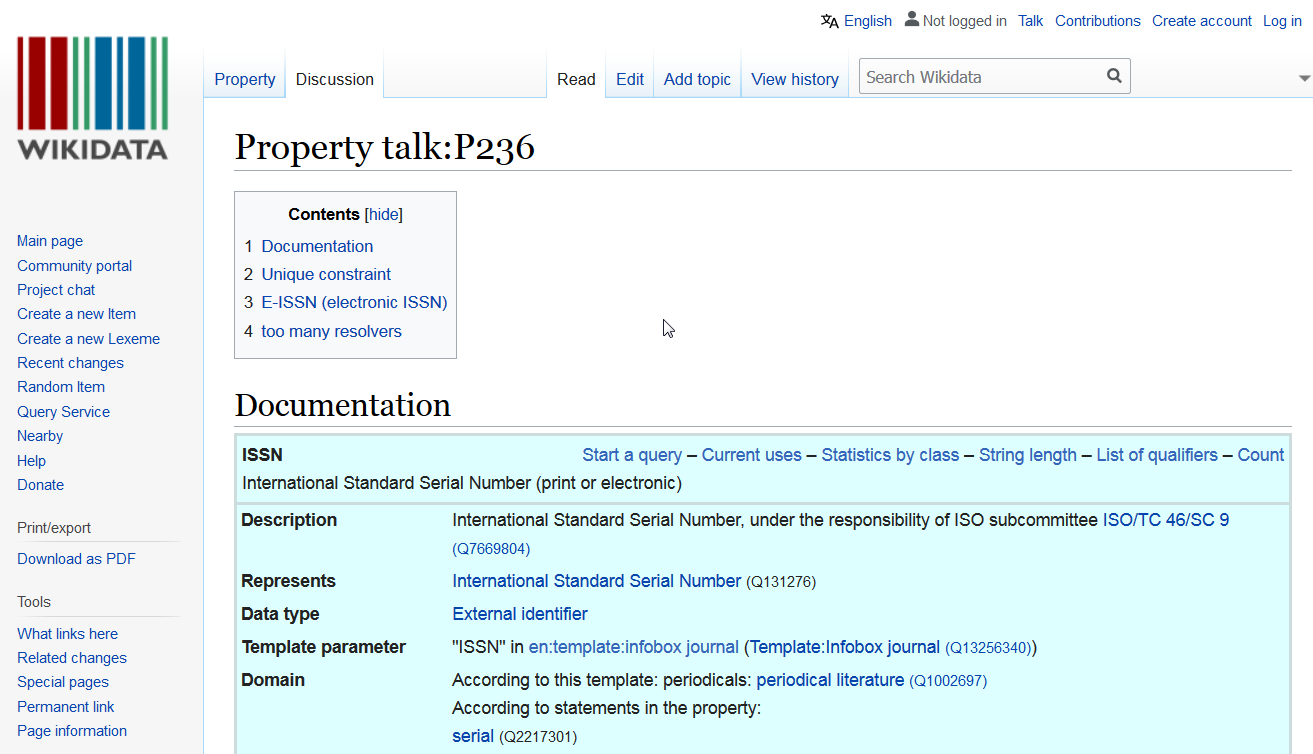 English Not logged in Talk Contributions Create account Log in
Property Discussion Read Edit Add topic View history Search Wikidata
WIKIDATA
Main page
Community portal
Project chat
Create a new Item
Create a new Lexeme
Recent changes
Random Item
Query Service
Nearby
Help
Donate
Print/export
Download as PDF
Tools
What links here
Related changes
Special pages
Permanent link
Page information
Property talk:P236
Contents [hide]
1 Documentation
2 Unique constraint
3 E-ISSN (electronic ISSN)
4 too many resolvers
Documentation
ISSN Start a query – Current uses – Statistics by class – String length – List of qualifiers – Count
International Standard Serial Number (print or electronic)
Description International Standard Serial Number, under the responsibility of ISO subcommittee ISO/TC 46/SC 9
(Q7669804)
Represents International Standard Serial Number (Q131276)
Data type External identifier
Template parameter "ISSN" in en:template:infobox journal (Template:Infobox journal (Q13256340))
Domain According to this template: periodicals: periodical literature (Q1002697)
According to statements in the property:
serial (Q2217301)